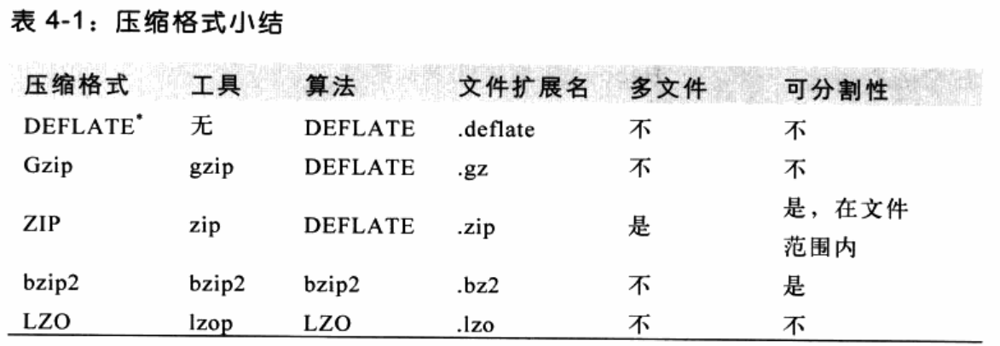 表 4-1：压缩格式小结
压缩格式 工具 算法 文件扩展名 多文件 可分割性
DEFLATE* 无 DEFLATE .deflate 不 不
Gzip gzip DEFLATE .gz 不 不
ZIP zip DEFLATE .zip 是 是，在文件
范围内
bzip2 bzip2 bzip2 .bz2 不 是
LZO lzop LZO .lzo 不 不